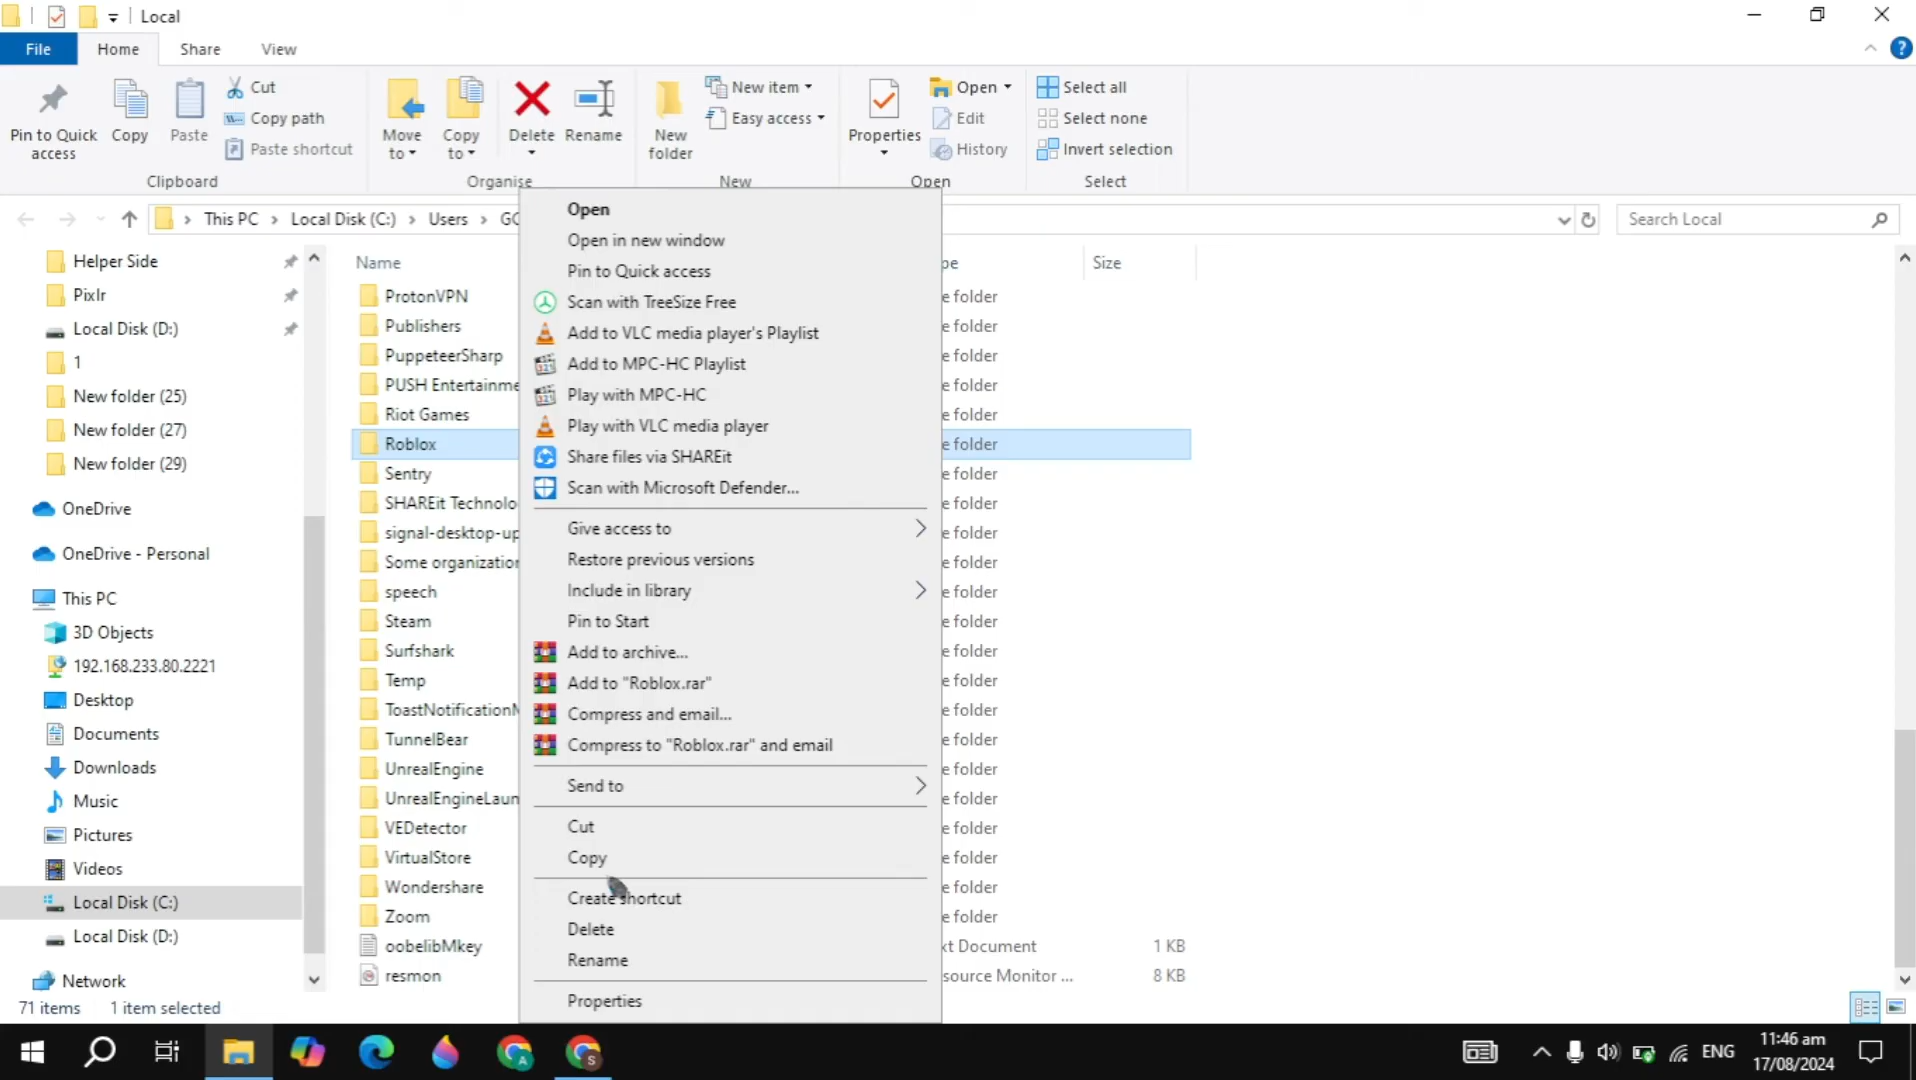 Local
File Home Share View
Pin to Quick access
Copy
Paste
Cut
Copy path
Paste shortcut
Move to
Copy to
Delete
Rename
New folder
New item
Easy access
Properties
Open
Edit
History
Select all
Select none
Invert selection
Clipboard Organise New Open Select
This PC Local Disk (C:) Users
Search Local
Helper Side
Pixlr
Local Disk (D:)
1
New folder (25)
New folder (27)
New folder (29)
OneDrive
OneDrive - Personal
This PC
3D Objects
192.168.233.80.2221
Desktop
Documents
Downloads
Music
Pictures
Videos
Local Disk (C:)
Local Disk (D:)
Network
Name Size
ProtonVPN e folder
Publishers e folder
PuppeteerSharp e folder
PUSH Entertainme e folder
Riot Games e folder
Roblox e folder
Sentry e folder
SHAREit Technolo e folder
signal-desktop-up e folder
Some organization e folder
speech e folder
Steam e folder
Surfshark e folder
Temp e folder
ToastNotification e folder
TunnelBear e folder
UnrealEngine e folder
UnrealEngineLaun e folder
VEDetector e folder
VirtualStore e folder
Wondershare e folder
Zoom e folder
oobelibMkey xt Document 1 KB
resmon source Monitor ... 8 KB
Open
Open in new window
Pin to Quick access
Scan with TreeSize Free
Add to VLC media player's Playlist
Add to MPC-HC Playlist
Play with MPC-HC
Play with VLC media player
Share files via SHAREit
Scan with Microsoft Defender...
Give access to
Restore previous versions
Include in library
Pin to Start
Add to archive...
Add to "Roblox.rar"
Compress and email...
Compress to "Roblox.rar" and email
Send to
Cut
Copy
Create shortcut
Delete
Rename
Properties
71 items 1 item selected
ENG
11:46 am
17/08/2024